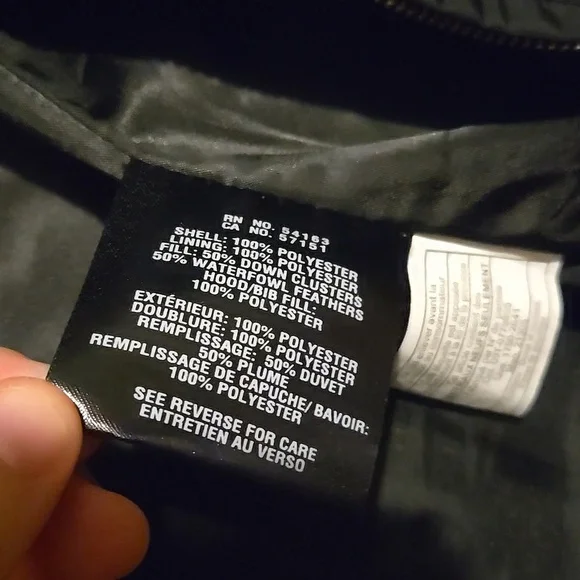 RN NO: 54163
CA NO. 57151
SHELL: 100% POLYESTER
LINING: 100% POLYESTER
FILL: 50% DOWN CLUSTERS
50% WATERFOWL FEATHERS
HOOD/BIB FILL:
100% POLYESTER
EXTÉRIEUR: 100% POLYESTER
DOUBLURE: 100% POLYESTER
REMPLISSAGE: 50% DUVET
50% PLUME
REMPLISSAGE DE CAPUCHE/ BAVOIR:
100% POLYESTER
SEE REVERSE FOR CARE
ENTRETIEN AU VERSO
SEULEMENT